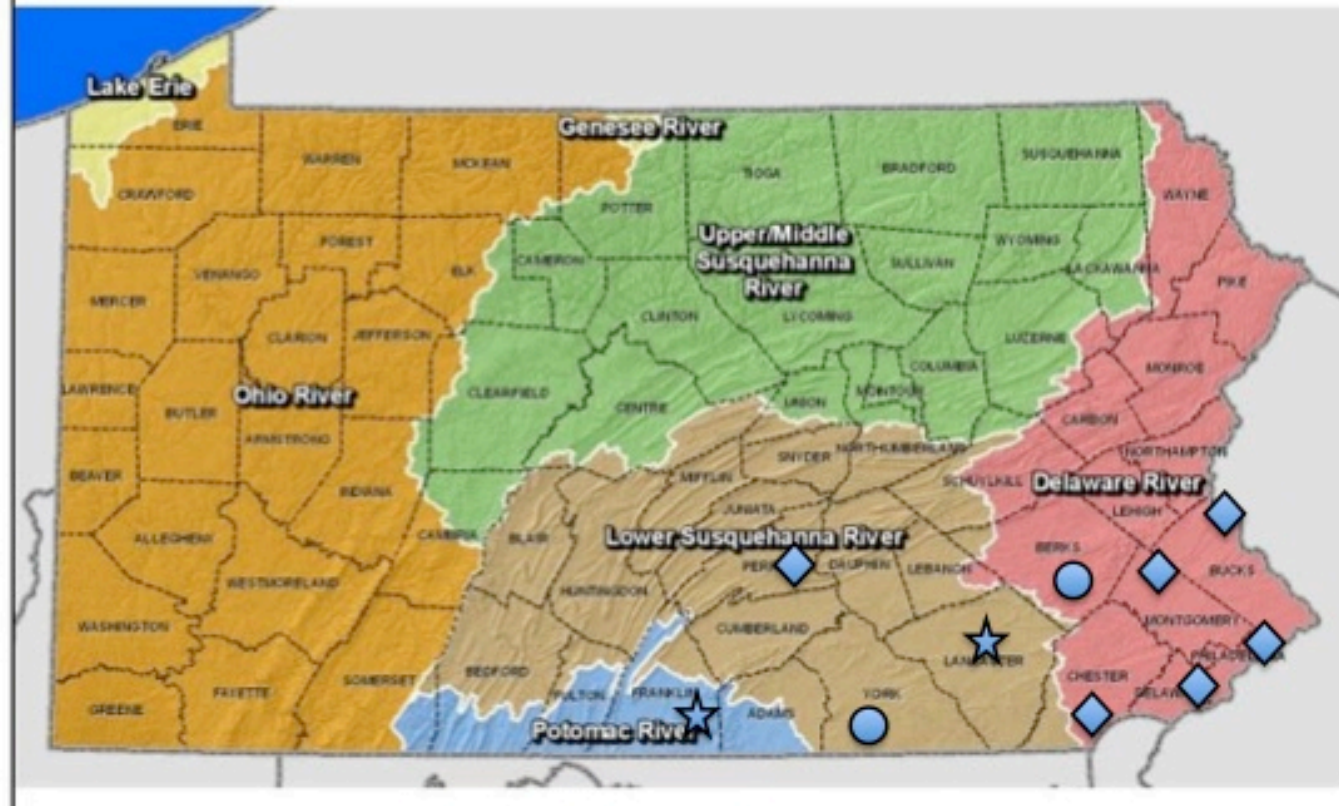 Lake Erie
ERIE
Genesee River
WARREN
MCKEAN
SUSQUEHANNA
TIOGA
BRADFORD
CRAWFORD
POTTER
WAYNE
FOREST
Upper/Middle
Susquehanna
River
WYOMING
VENANGO
ELK
CAMERON
SULLIVAN
LACKAWANNA
MERCER
CLINTON
LYCOMING
PIKE
CLARION
JEFFERSON
LUZERNE
LAWRENCE
Ohio River
CLEARFIELD
COLUMBIA
MONROE
BUTLER
CENTRE
UNION
MONTOUR
ARMSTRONG
CARBON
BEAVER
SNYDER
NORTHUMBERLAND
NORTHAMPTON
INDIANA
MIFFLIN
SCHUYLKILL
Delaware River
JUNIATA
LEHIGH
ALLEGHENY
CAMBRIA
BLAIR
Lower Susquehanna River
BERKS
WESTMORELAND
DAUPHIN
LEBANON
BUCKS
HUNTINGDON
WASHINGTON
CUMBERLAND
MONTGOMERY
BEDFORD
CHESTER
GREENE
FAYETTE
SOMERSET
FULTON
FRANKLIN
YORK
ADAMS
Potomac River